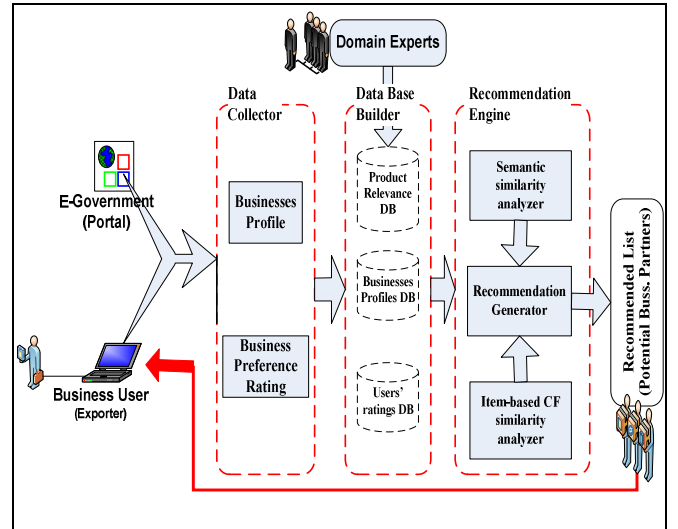 Domain Experts
Data
Collector
Data Base
Builder
Recommendation
Engine
E-Government
(Portal)
Businesses
Profile
Product
Relevance
DB
Semantic
similarity
analyzer
Businesses
Profiles DB
Recommendation
Generator
Recommended List
(Potential Buss. Partners)
Business
Preference
Rating
Users'
ratings DB
Item-based CF
similarity
analyzer
Business User
(Exporter)